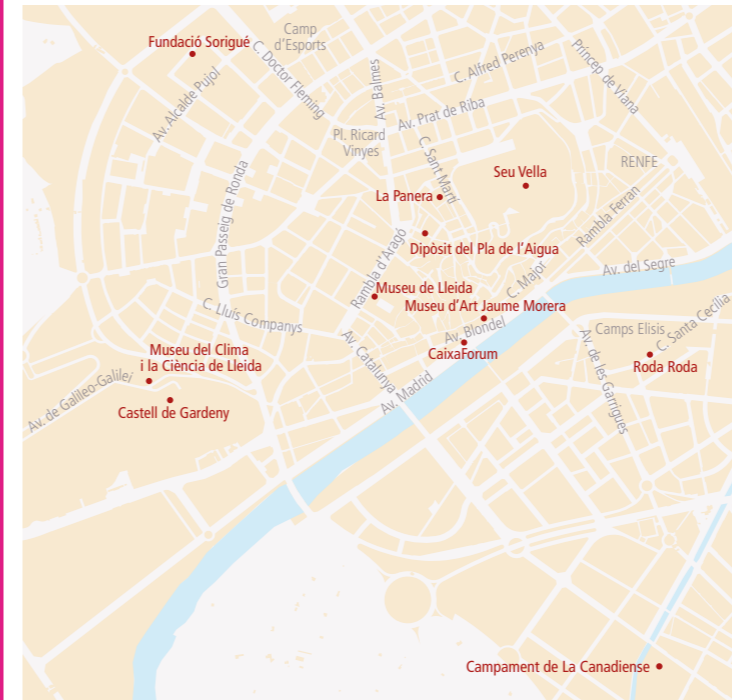 Camp
d’Esports
Fundació Sorigué
C. Doctor Fleming
Av. Alcalde Pujol
Av. Balmes
C. Alfred Perenya
Príncep de Viana
Av. Prat de Riba
Pl. Ricard
Vinyes
C. Sant Martí
RENFE
Seu Vella
La Panera
Gran Passeig de Ronda
Rambla Ferran
Dipòsit del Pla de l’Aigua
Rambla d’Aragó
C. Major
Av. del Segre
Museu de Lleida
Museu d’Art Jaume Morera
C. Lluís Companys
Av. Blondel
Camps Elisis
C. Santa Cecília
Museu del Clima
i la Ciència de Lleida
Av. Catalunya
CaixaForum
Av. de les Garrigues
Roda Roda
Av. de Galileo-Galilei
Av. Madrid
Castell de Gardeny
Campament de La Canadiense